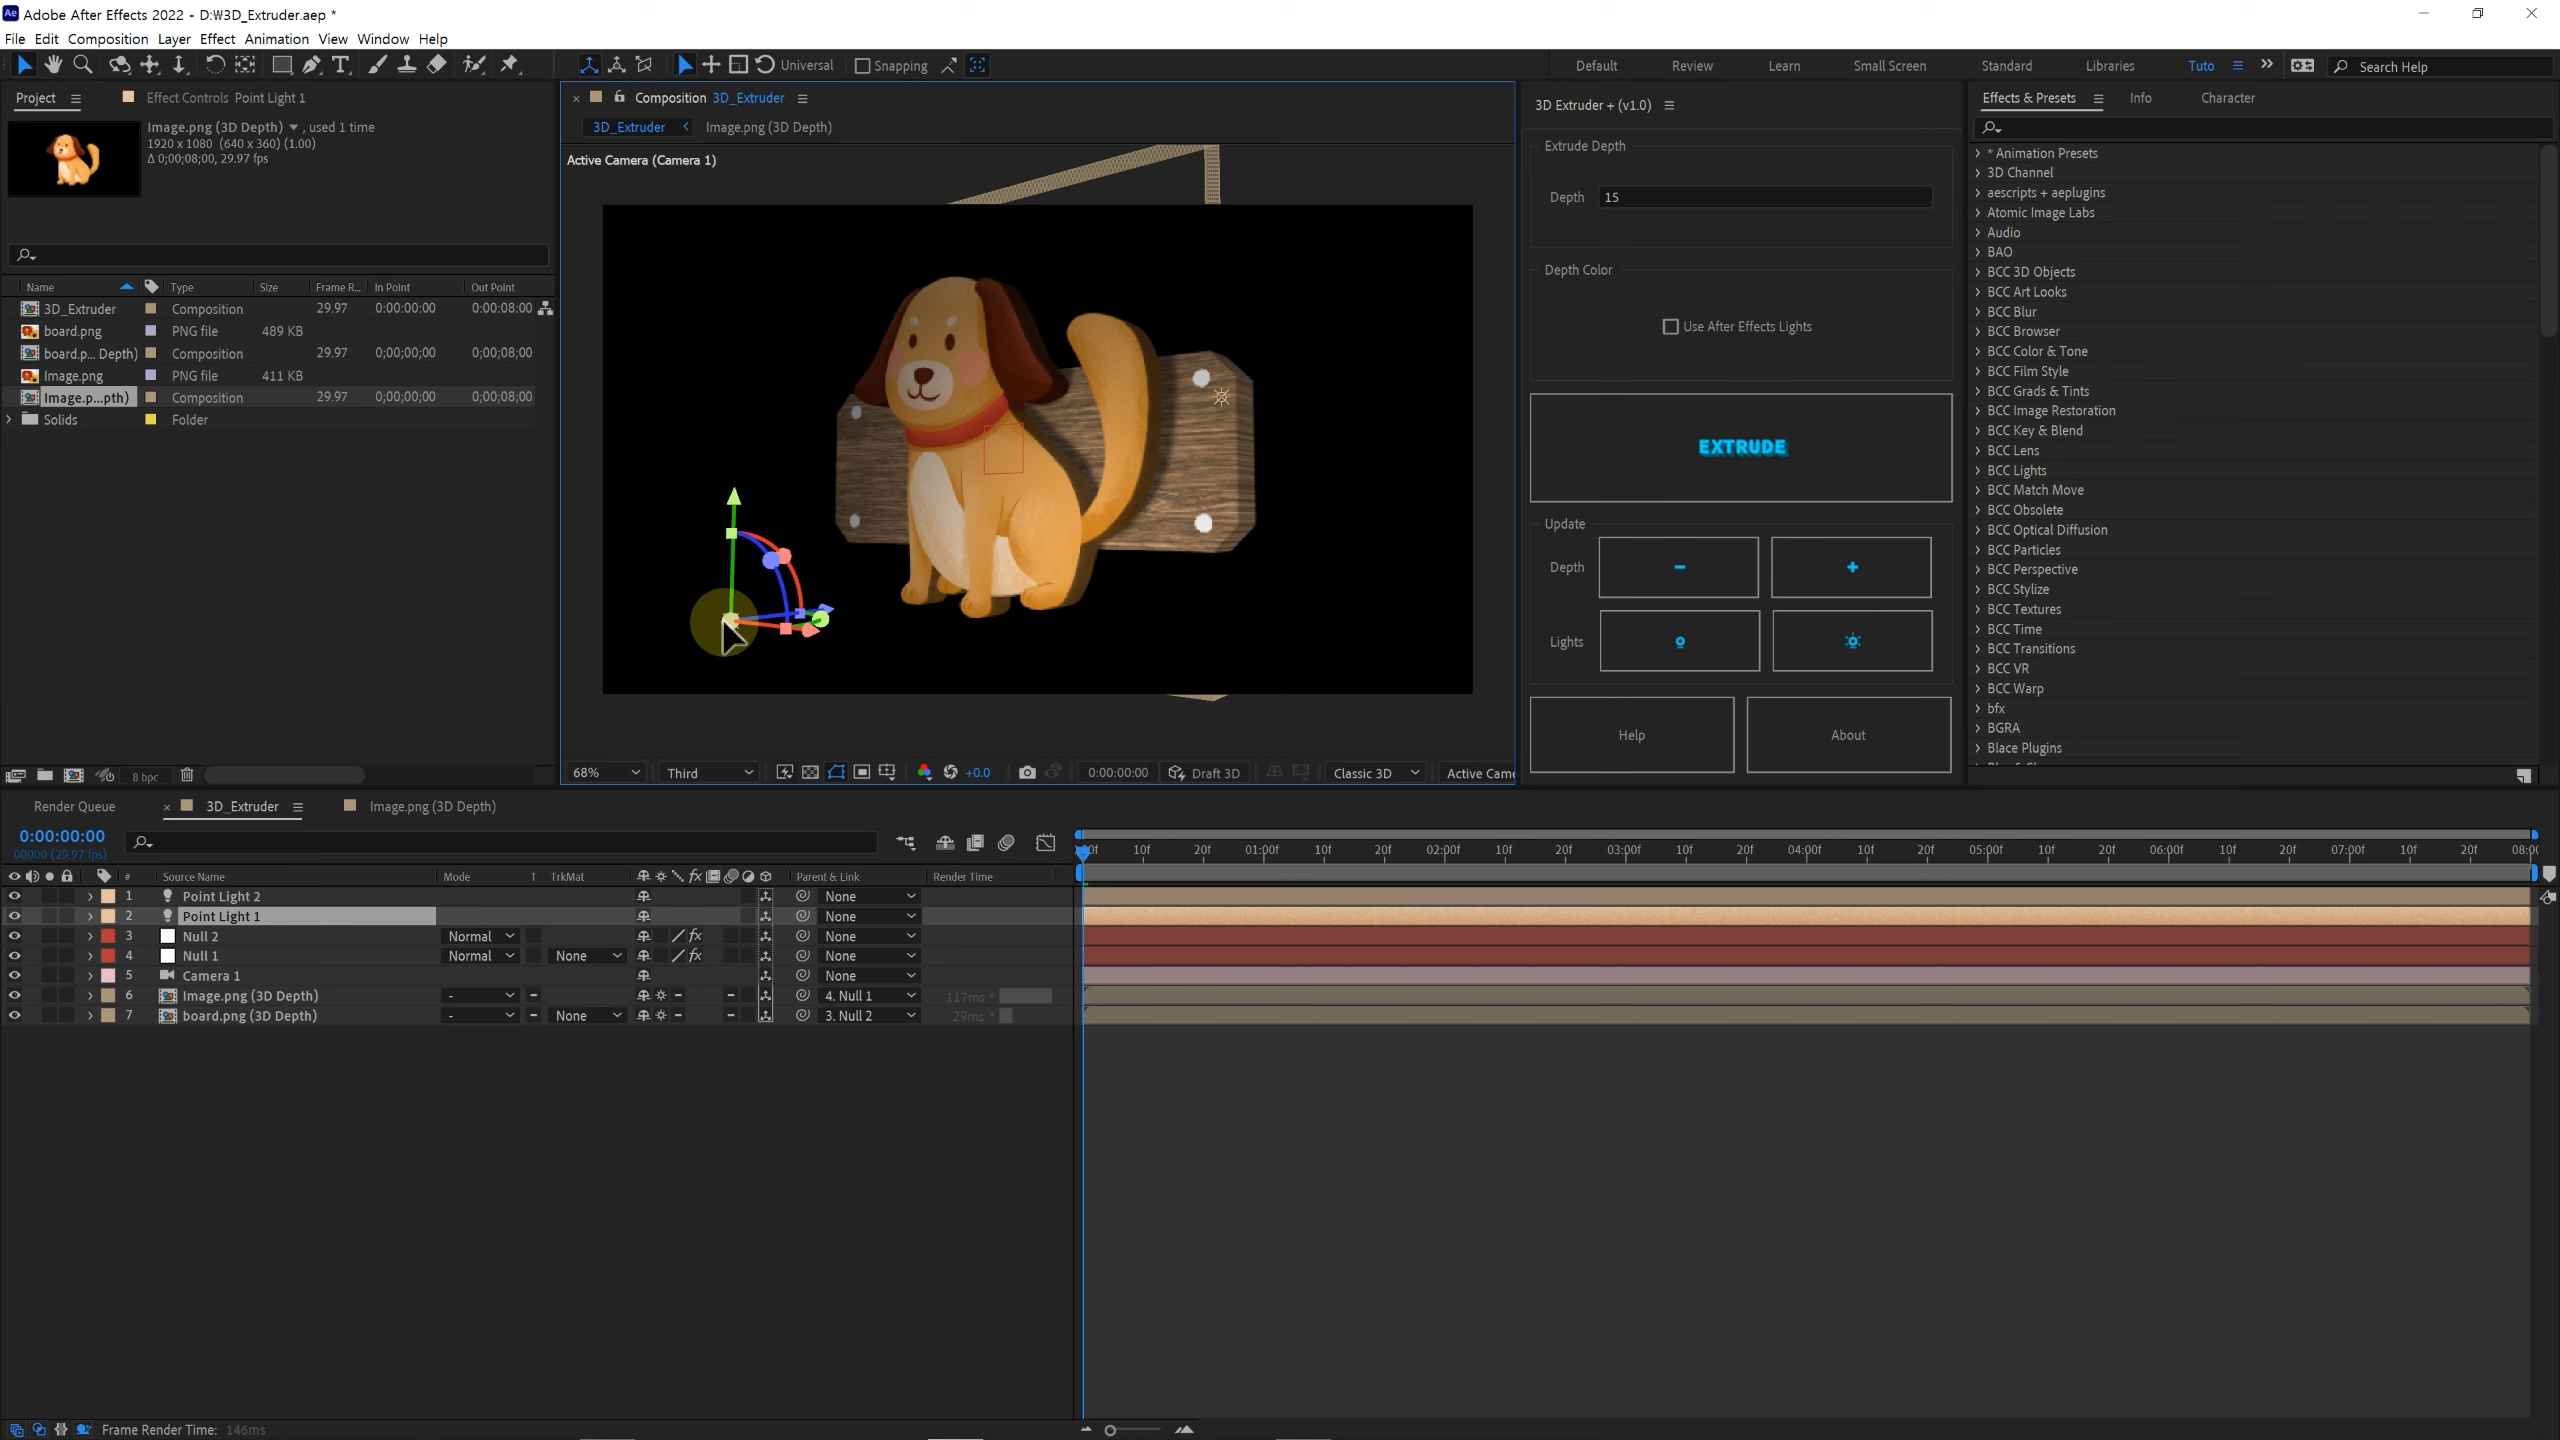 Adobe After Effects 2022 - D:₩3D_Extruder.aep *
File Edit Composition Layer Effect Animation View Window Help
Universal Snapping
Default Review Learn Small Screen Standard Libraries Tuto Search Help
Project
Effect Controls Point Light 1
Image.png (3D Depth) , used 1 time
1920 x 1080 (640 x 360) (1.00)
Δ 0;00;08;00, 29.97 fps
Name Type Size Frame R... In Point Out Point
3D_Extruder Composition 29.97 0:00:00:00 0:00:08:00
board.png PNG file 489 KB
board.p... Depth) Composition 29.97 0;00;00;00 0;00;08;00
Image.png PNG file 411 KB
Image.p...pth) Composition 29.97 0;00;00;00 0;00;08;00
Solids Folder
8 bpc
Composition 3D_Extruder
3D_Extruder Image.png (3D Depth)
Active Camera (Camera 1)
68% Third +0.0 0:00:00:00 Draft 3D Classic 3D Active Came
3D Extruder + (v1.0)
Extrude Depth
Depth 15
Depth Color
Use After Effects Lights
EXTRUDE
Update
Depth - +
Lights
Help About
Effects & Presets Info Character
* Animation Presets
3D Channel
aescripts + aeplugins
Atomic Image Labs
Audio
BAO
BCC 3D Objects
BCC Art Looks
BCC Blur
BCC Browser
BCC Color & Tone
BCC Film Style
BCC Grads & Tints
BCC Image Restoration
BCC Key & Blend
BCC Lens
BCC Lights
BCC Match Move
BCC Obsolete
BCC Optical Diffusion
BCC Particles
BCC Perspective
BCC Stylize
BCC Textures
BCC Time
BCC Transitions
BCC VR
BCC Warp
bfx
BGRA
Blace Plugins
Render Queue 3D_Extruder Image.png (3D Depth)
0:00:00:00
00000 (29.97 fps)
10f 20f 01:00f 10f 20f 02:00f 10f 20f 03:00f 10f 20f 04:00f 10f 20f 05:00f 10f 20f 06:00f 10f 20f 07:00f 10f 20f
# Source Name Mode T TrkMat Parent & Link Render Time
1 Point Light 2 None
2 Point Light 1 None
3 Null 2 Normal None
4 Null 1 Normal None None
5 Camera 1 None
6 Image.png (3D Depth) - 4. Null 1 117ms *
7 board.png (3D Depth) - None 3. Null 2 29ms *
Frame Render Time: 146ms